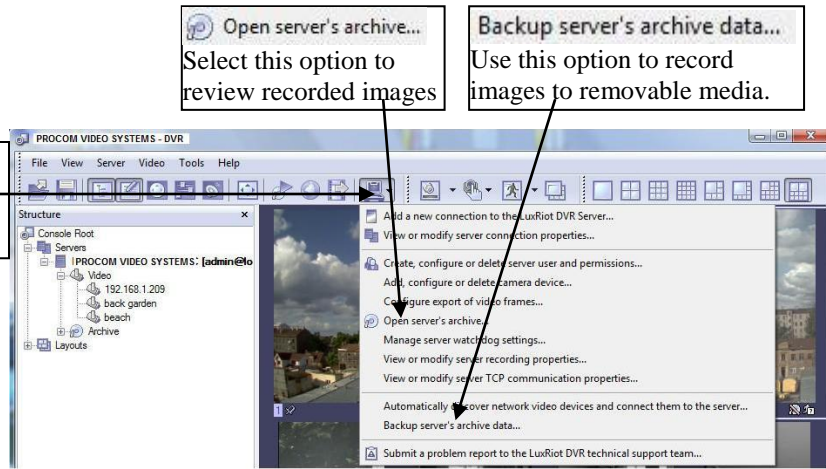 Open server's archive...
Select this option to
review recorded images
Backup server's archive data...
Use this option to record
images to removable media.
PROCOM VIDEO SYSTEMS - DVR
File View Server Video Tools Help
Structure x
Console Root
Servers
PROCOM VIDEO SYSTEMS: [admin@lo
Video
192.168.1.209
back garden
beach
Archive
Layouts
Add a new connection to the LuxRiot DVR Server...
View or modify server connection properties...
Create, configure or delete server user and permissions...
Add, configure or delete camera device...
Configure export of video frames...
Open server's archive...
Manage server watchdog settings...
View or modify server recording properties...
View or modify server TCP communication properties...
Automatically discover network video devices and connect them to the server...
Backup server's archive data...
Submit a problem report to the LuxRiot DVR technical support team...
1